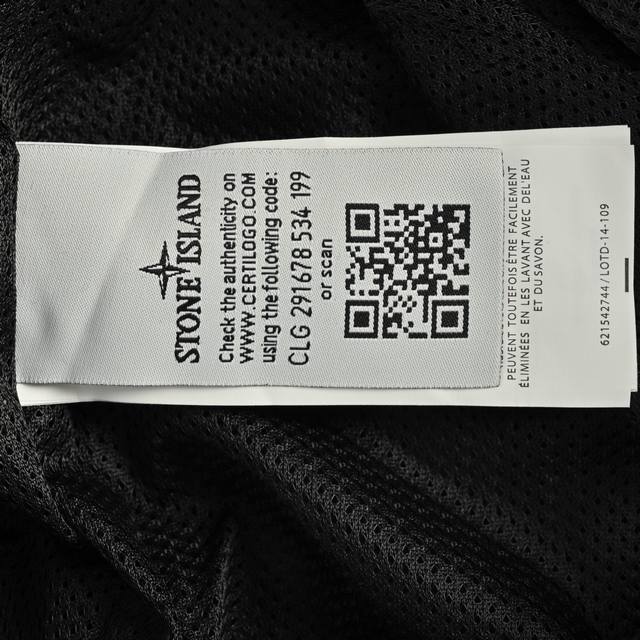 STONE ISLAND
Check the authenticity on
WWW.CERTILOGO.COM
using the following code:
CLG 291678 534 199
or scan
PEUVENT TOUTEFOIS ÊTRE FACILEMENT
ÉLIMINÉES EN LES LAVANT AVEC DEL'EAU
ET DU SAVON.
621542744/LOTD-14-109